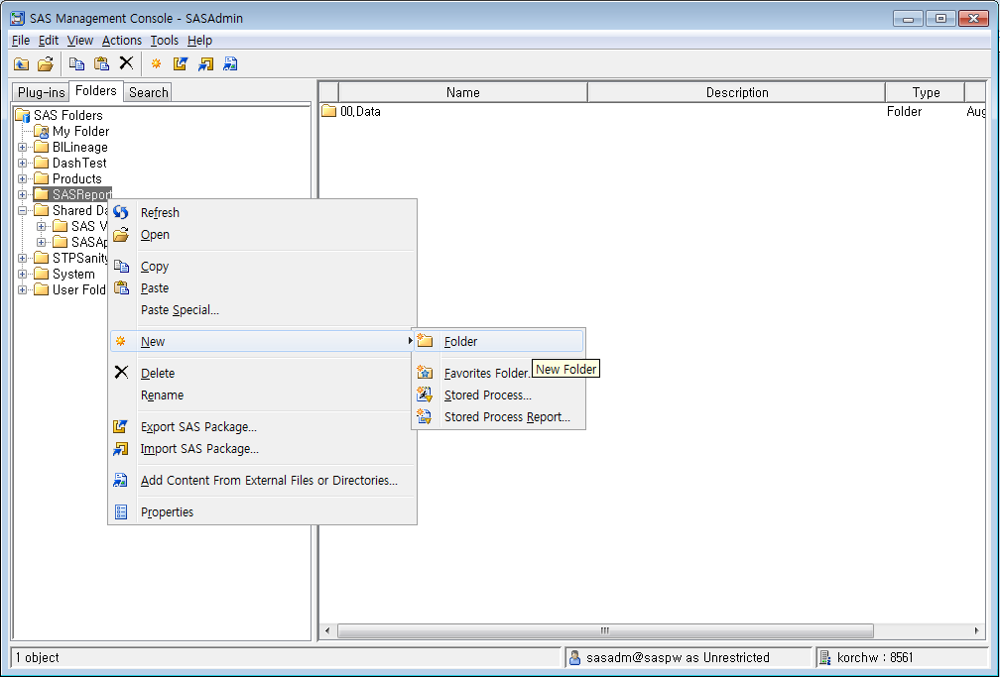 SAS Management Console - SASAdmin
File Edit View Actions Tools Help
Plug-ins Folders Search
Name Description Type
SAS Folders
My Folder
BILineage
DashTest
Products
SASReport
Shared Da
SAS V
SASAp
STPSanity
System
User Fold
00,Data Folder Aug
Refresh
Open
Copy
Paste
Paste Special...
New
Delete
Rename
Export SAS Package...
Import SAS Package...
Add Content From External Files or Directories...
Properties
Folder
Favorites Folder.
New Folder
Stored Process...
Stored Process Report...
1 object
sasadm@saspw as Unrestricted
korchw : 8561